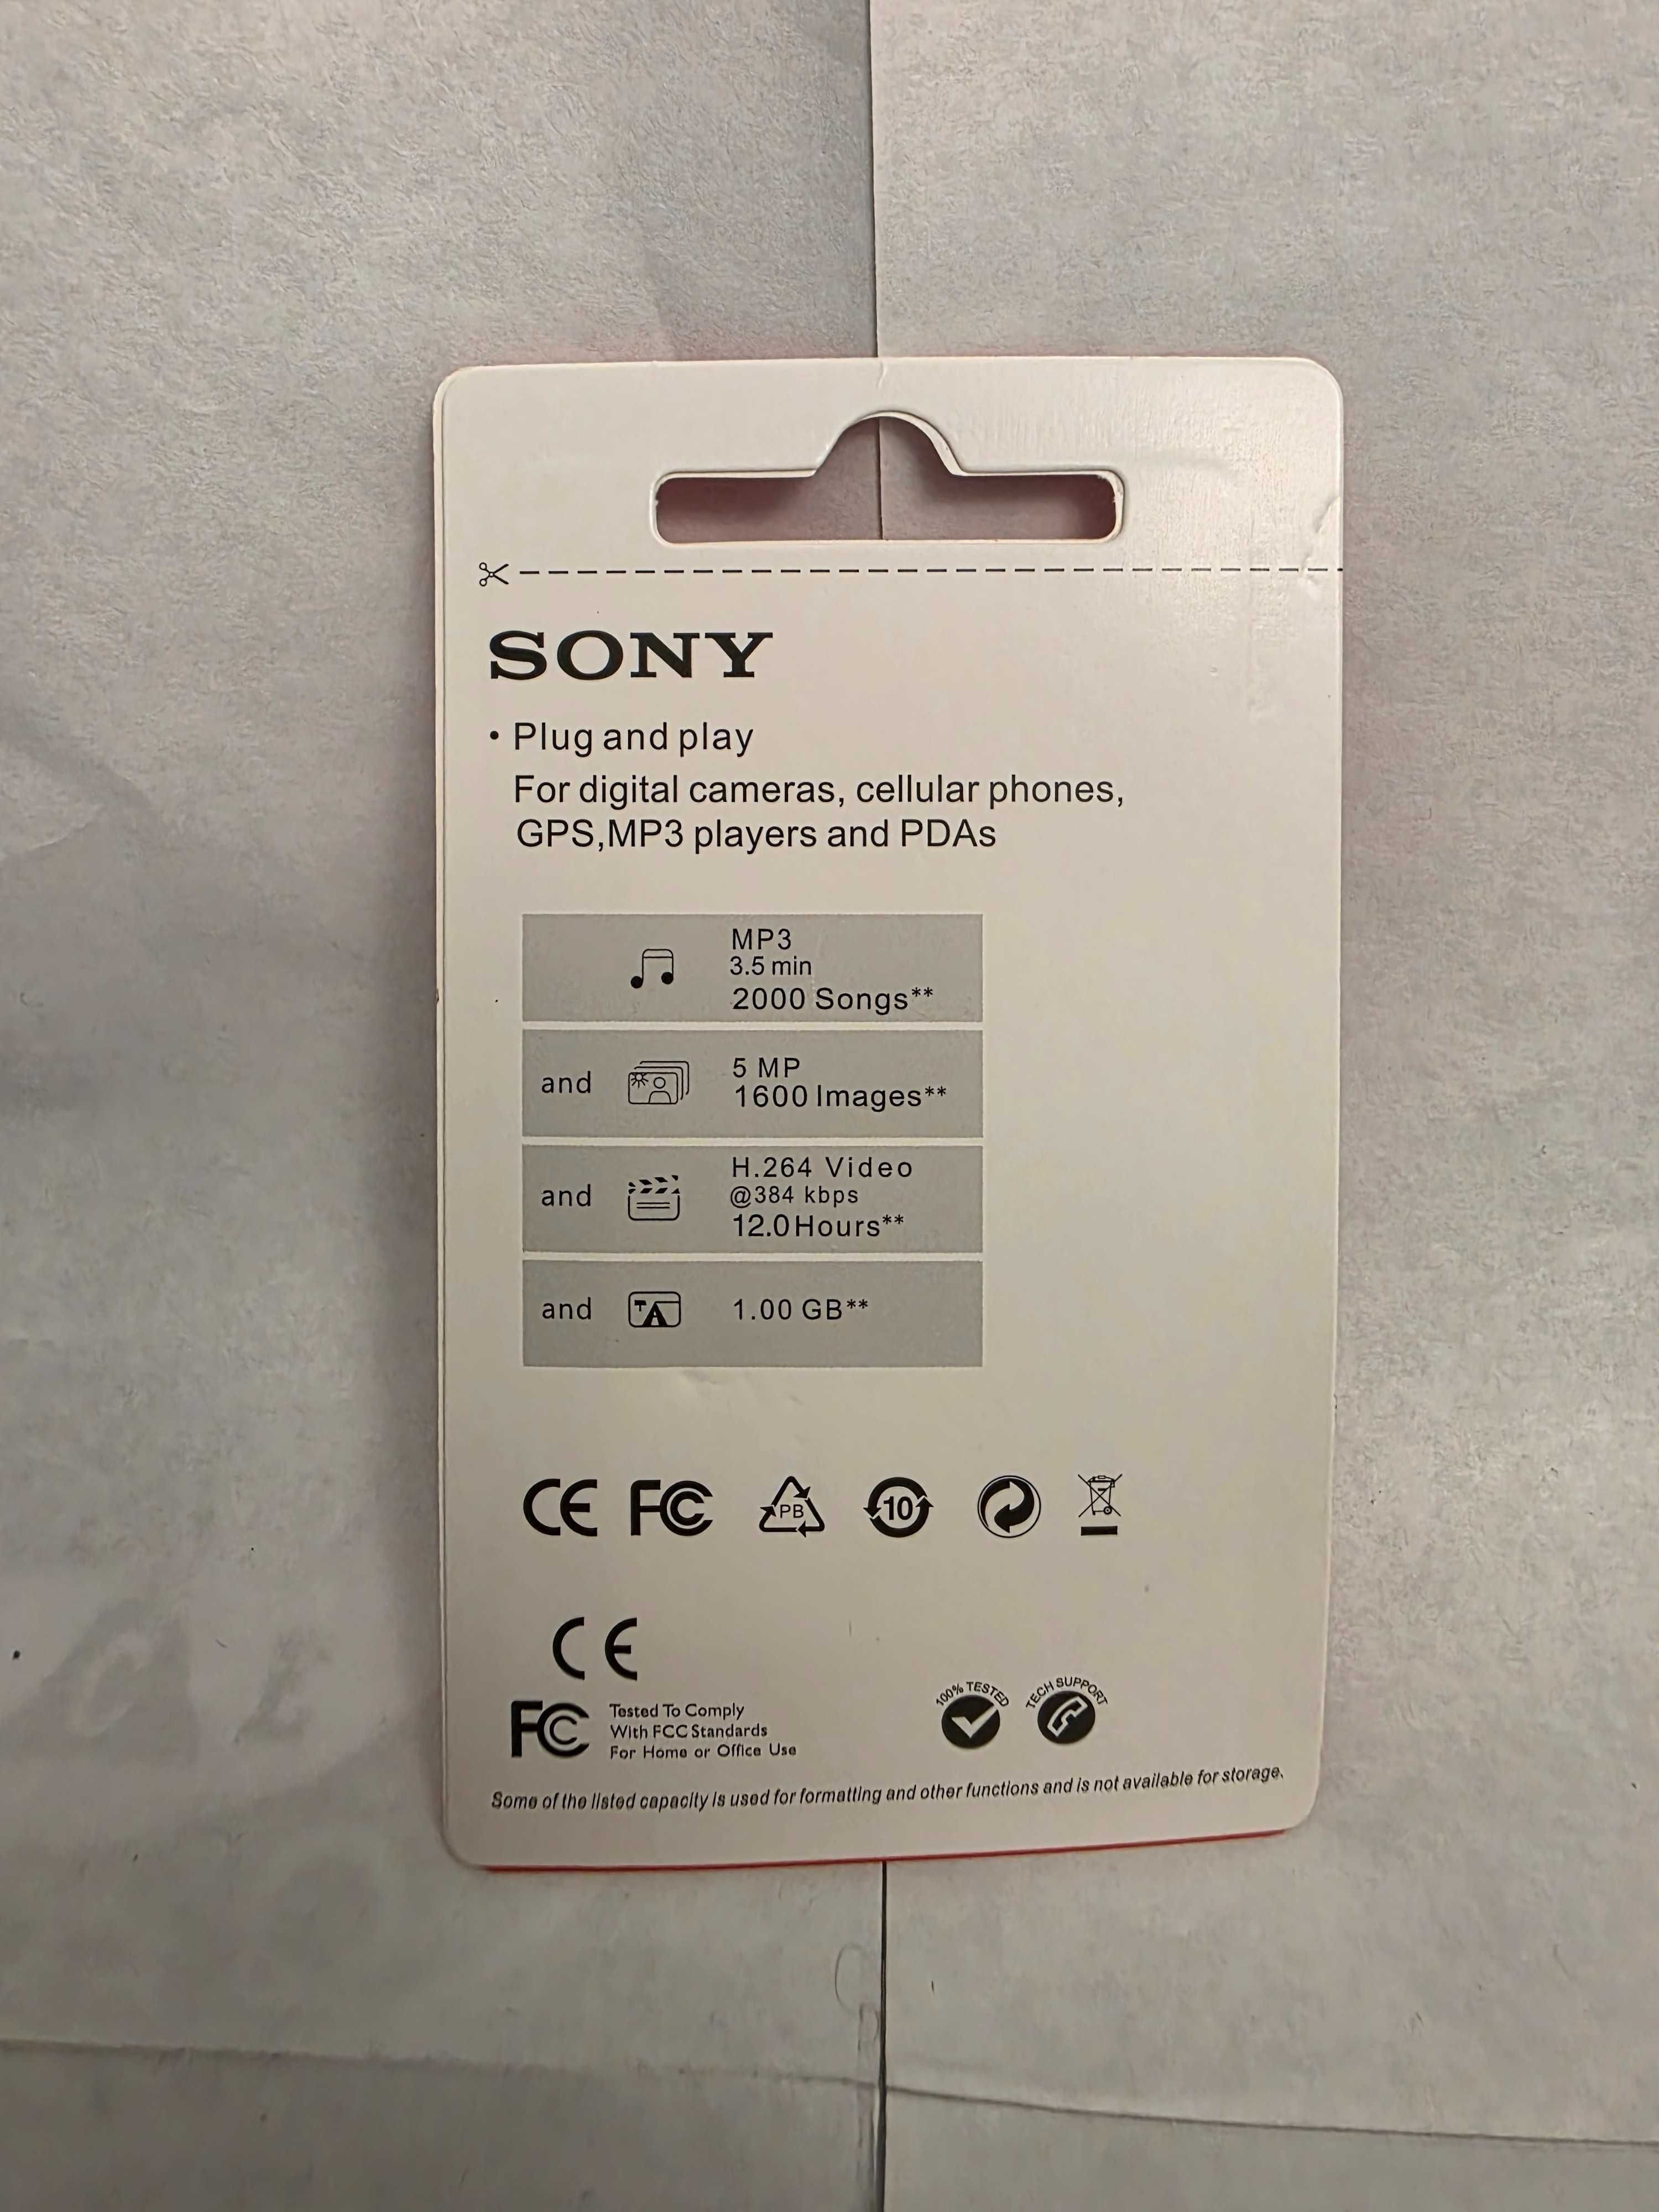 SONY
• Plug and play
For digital cameras, cellular phones,
GPS,MP3 players and PDAs
MP3
3.5 min
2000 Songs**
and
5 MP
1600 Images**
and
H.264 Video
@384 kbps
12.0Hours**
and
TA
1.00 GB**
CE FC PB 10
CE
FC
Tested To Comply
With FCC Standards
For Home or Office Use
100% TESTED
TECH SUPPORT
Some of the listed capacity is used for formatting and other functions and is not available for storage.